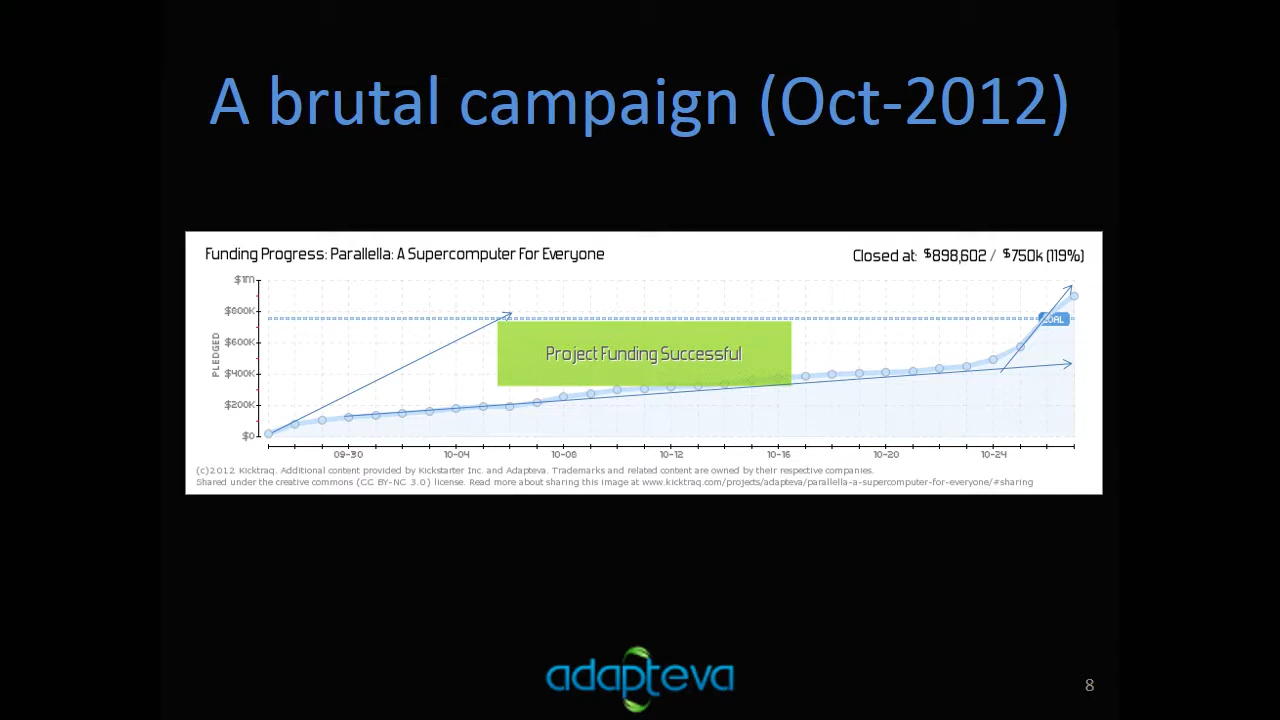 A brutal campaign (Oct-2012)
Funding Progress: Parallella: A Supercomputer For Everyone
Closed at: $898,602 / $750k (119%)
$1m
$800K
$600K
$400K
$200K
$0
PLEDGED
GOAL
Project Funding Successful
09-30 10-04 10-08 10-12 10-16 10-20 10-24
(c)2012 Kicktraq. Additional content provided by Kickstarter Inc. and Adapteva. Trademarks and related content are owned by their respective companies.
Shared under the creative commons (CC BY-NC 3.0) license. Read more about sharing this image at www.kicktraq.com/projects/adapteva/parallella-a-supercomputer-for-everyone/#sharing
adapteva
8